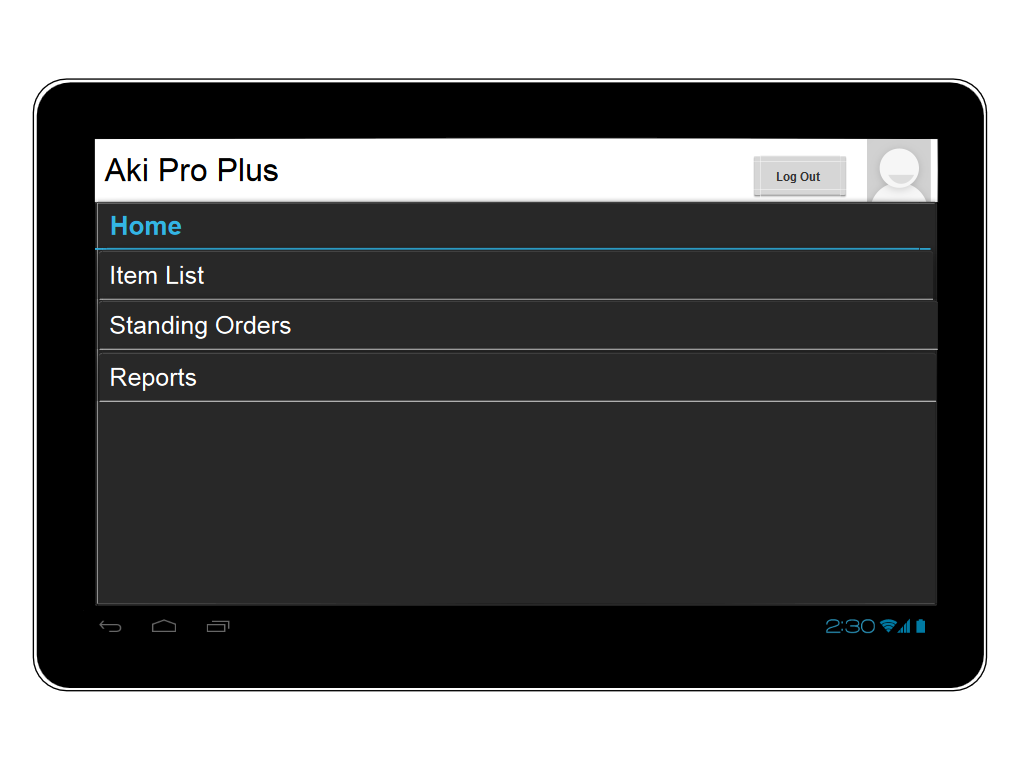 Aki Pro Plus
Log Out
Home
Item List
Standing Orders
Reports
2:30